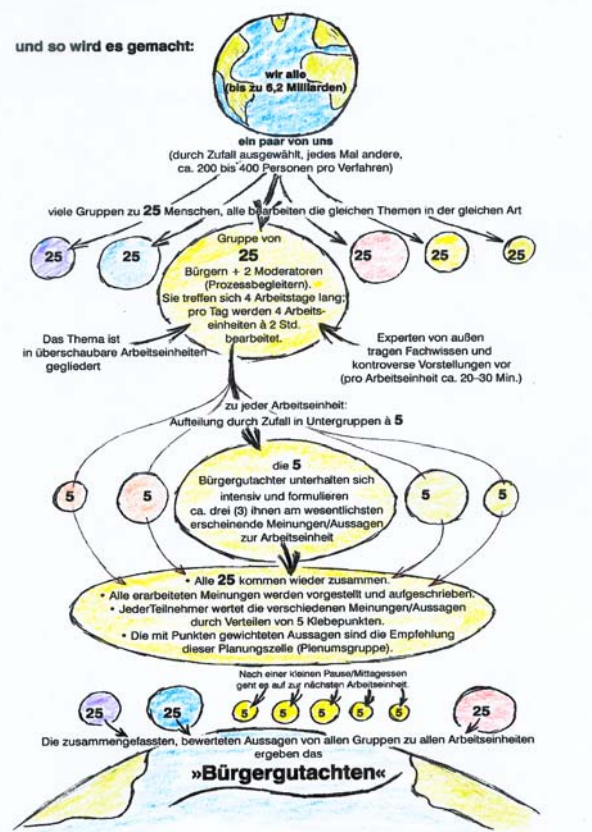 und so wird es gemacht:
wir alle
(bis zu 6,2 Milliarden)
ein paar von uns
(durch Zufall ausgewählt, jedes Mal andere,
ca. 200 bis 400 Personen pro Verfahren)
viele Gruppen zu 25 Menschen, alle bearbeiten die gleichen Themen in der gleichen Art
25
25
Gruppe von
25
Bürgern + 2 Moderatoren
(Prozessbegleitern).
Sie treffen sich 4 Arbeitstage lang;
pro Tag werden 4 Arbeits-
einheiten à 2 Std.
bearbeitet.
25
25
25
Das Thema ist
in überschaubare Arbeitseinheiten
gegliedert
Experten von außen
tragen Fachwissen und
kontroverse Vorstellungen vor
(pro Arbeitseinheit ca. 20–30 Min.)
zu jeder Arbeitseinheit:
Aufteilung durch Zufall in Untergruppen à 5
5
5
die 5
Bürgergutachter unterhalten sich
intensiv und formulieren
ca. drei (3) ihnen am wesentlichsten
erscheinende Meinungen/Aussagen
zur Arbeitseinheit
5
5
• Alle 25 kommen wieder zusammen.
• Alle erarbeiteten Meinungen werden vorgestellt und aufgeschrieben.
• JederTeilnehmer wertet die verschiedenen Meinungen/Aussagen
durch Verteilen von 5 Klebepunkten.
• Die mit Punkten gewichteten Aussagen sind die Empfehlung
dieser Planungszelle (Plenumsgruppe).
Nach einer kleinen Pause/Mittagessen
geht es auf zur nächsten Arbeitseinheit.
25
25
5
5
5
5
5
25
Die zusammengefassten, bewerteten Aussagen von allen Gruppen zu allen Arbeitseinheiten
ergeben das
»Bürgergutachten«